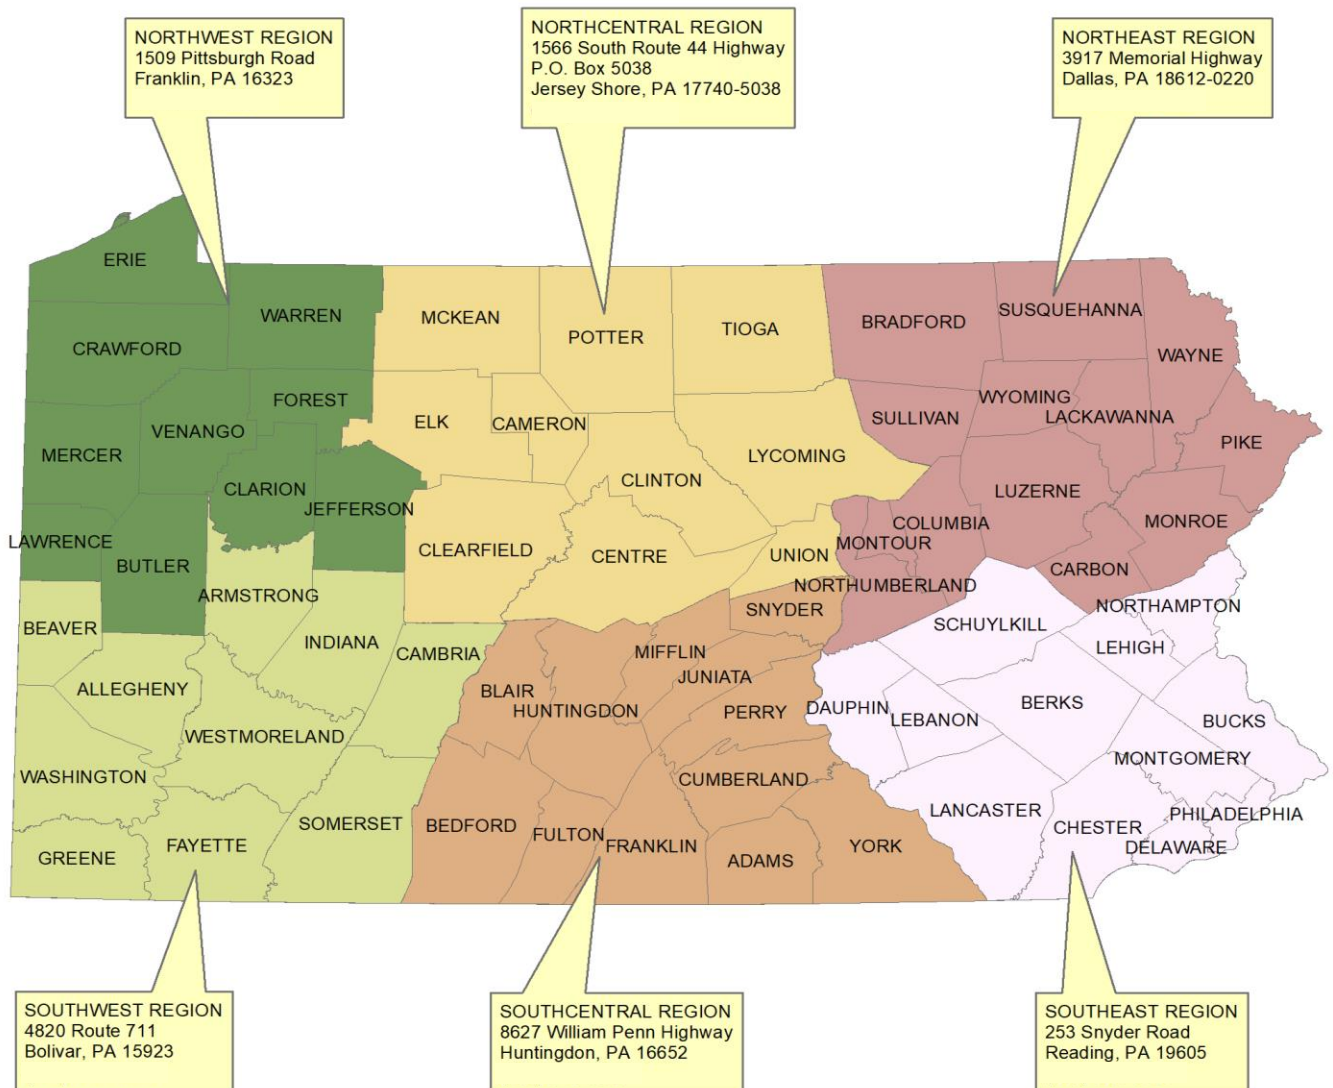 NORTHWEST REGION
1509 Pittsburgh Road
Franklin, PA 16323
NORTHCENTRAL REGION
1566 South Route 44 Highway
P.O. Box 5038
Jersey Shore, PA 17740-5038
NORTHEAST REGION
3917 Memorial Highway
Dallas, PA 18612-0220
ERIE
WARREN
CRAWFORD
FOREST
VENANGO
MERCER
CLARION
JEFFERSON
LAWRENCE
BUTLER
MCKEAN
POTTER
TIOGA
ELK
CAMERON
LYCOMING
CLINTON
CLEARFIELD
CENTRE
UNION
BRADFORD
SUSQUEHANNA
WAYNE
WYOMING
LACKAWANNA
SULLIVAN
PIKE
LUZERNE
COLUMBIA
MONROE
MONTOUR
CARBON
NORTHUMBERLAND
ARMSTRONG
BEAVER
INDIANA
CAMBRIA
ALLEGHENY
WESTMORELAND
WASHINGTON
SOMERSET
FAYETTE
GREENE
SNYDER
MIFFLIN
JUNIATA
BLAIR
HUNTINGDON
PERRY
CUMBERLAND
BEDFORD
FULTON
FRANKLIN
ADAMS
YORK
NORTHAMPTON
SCHUYLKILL
LEHIGH
DAUPHIN
LEBANON
BERKS
BUCKS
MONTGOMERY
LANCASTER
CHESTER
PHILADELPHIA
DELAWARE
SOUTHWEST REGION
4820 Route 711
Bolivar, PA 15923
SOUTHCENTRAL REGION
8627 William Penn Highway
Huntingdon, PA 16652
SOUTHEAST REGION
253 Snyder Road
Reading, PA 19605